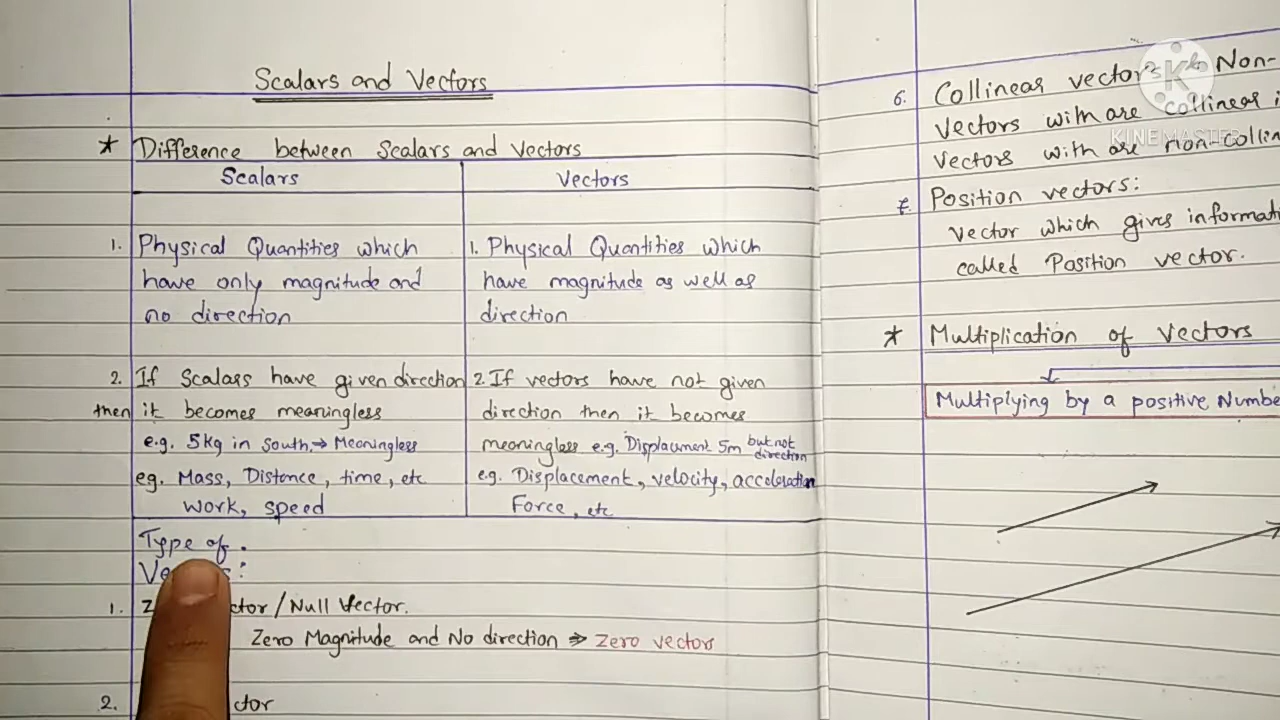 Scalars and Vectors
* Difference between Scalars and Vectors
Scalars
Vectors
1. Physical Quantities which
have only magnitude and
no direction
1. Physical Quantities which
have magnitude as well as
direction
2. If Scalars have given direction
then it becomes meaningless
e.g. 5kg in south → Meaningless
eg. Mass, Distance, time, etc
work, speed
2. If vectors have not given
direction then it becomes
meaningless e.g. Displacement 5m but not direction
e.g. Displacement, velocity, acceleration
Force, etc
Type of
1. /Null Vector.
Zero Magnitude and No direction ⇒ Zero vector
2.
6. Collinear vectors Non-
vectors with are collinear
vectors with are non-collin
7. Position vectors:
vector which gives informati
called Position vector.
* Multiplication of Vectors
Multiplying by a positive Numbe
K
KINEMASTER